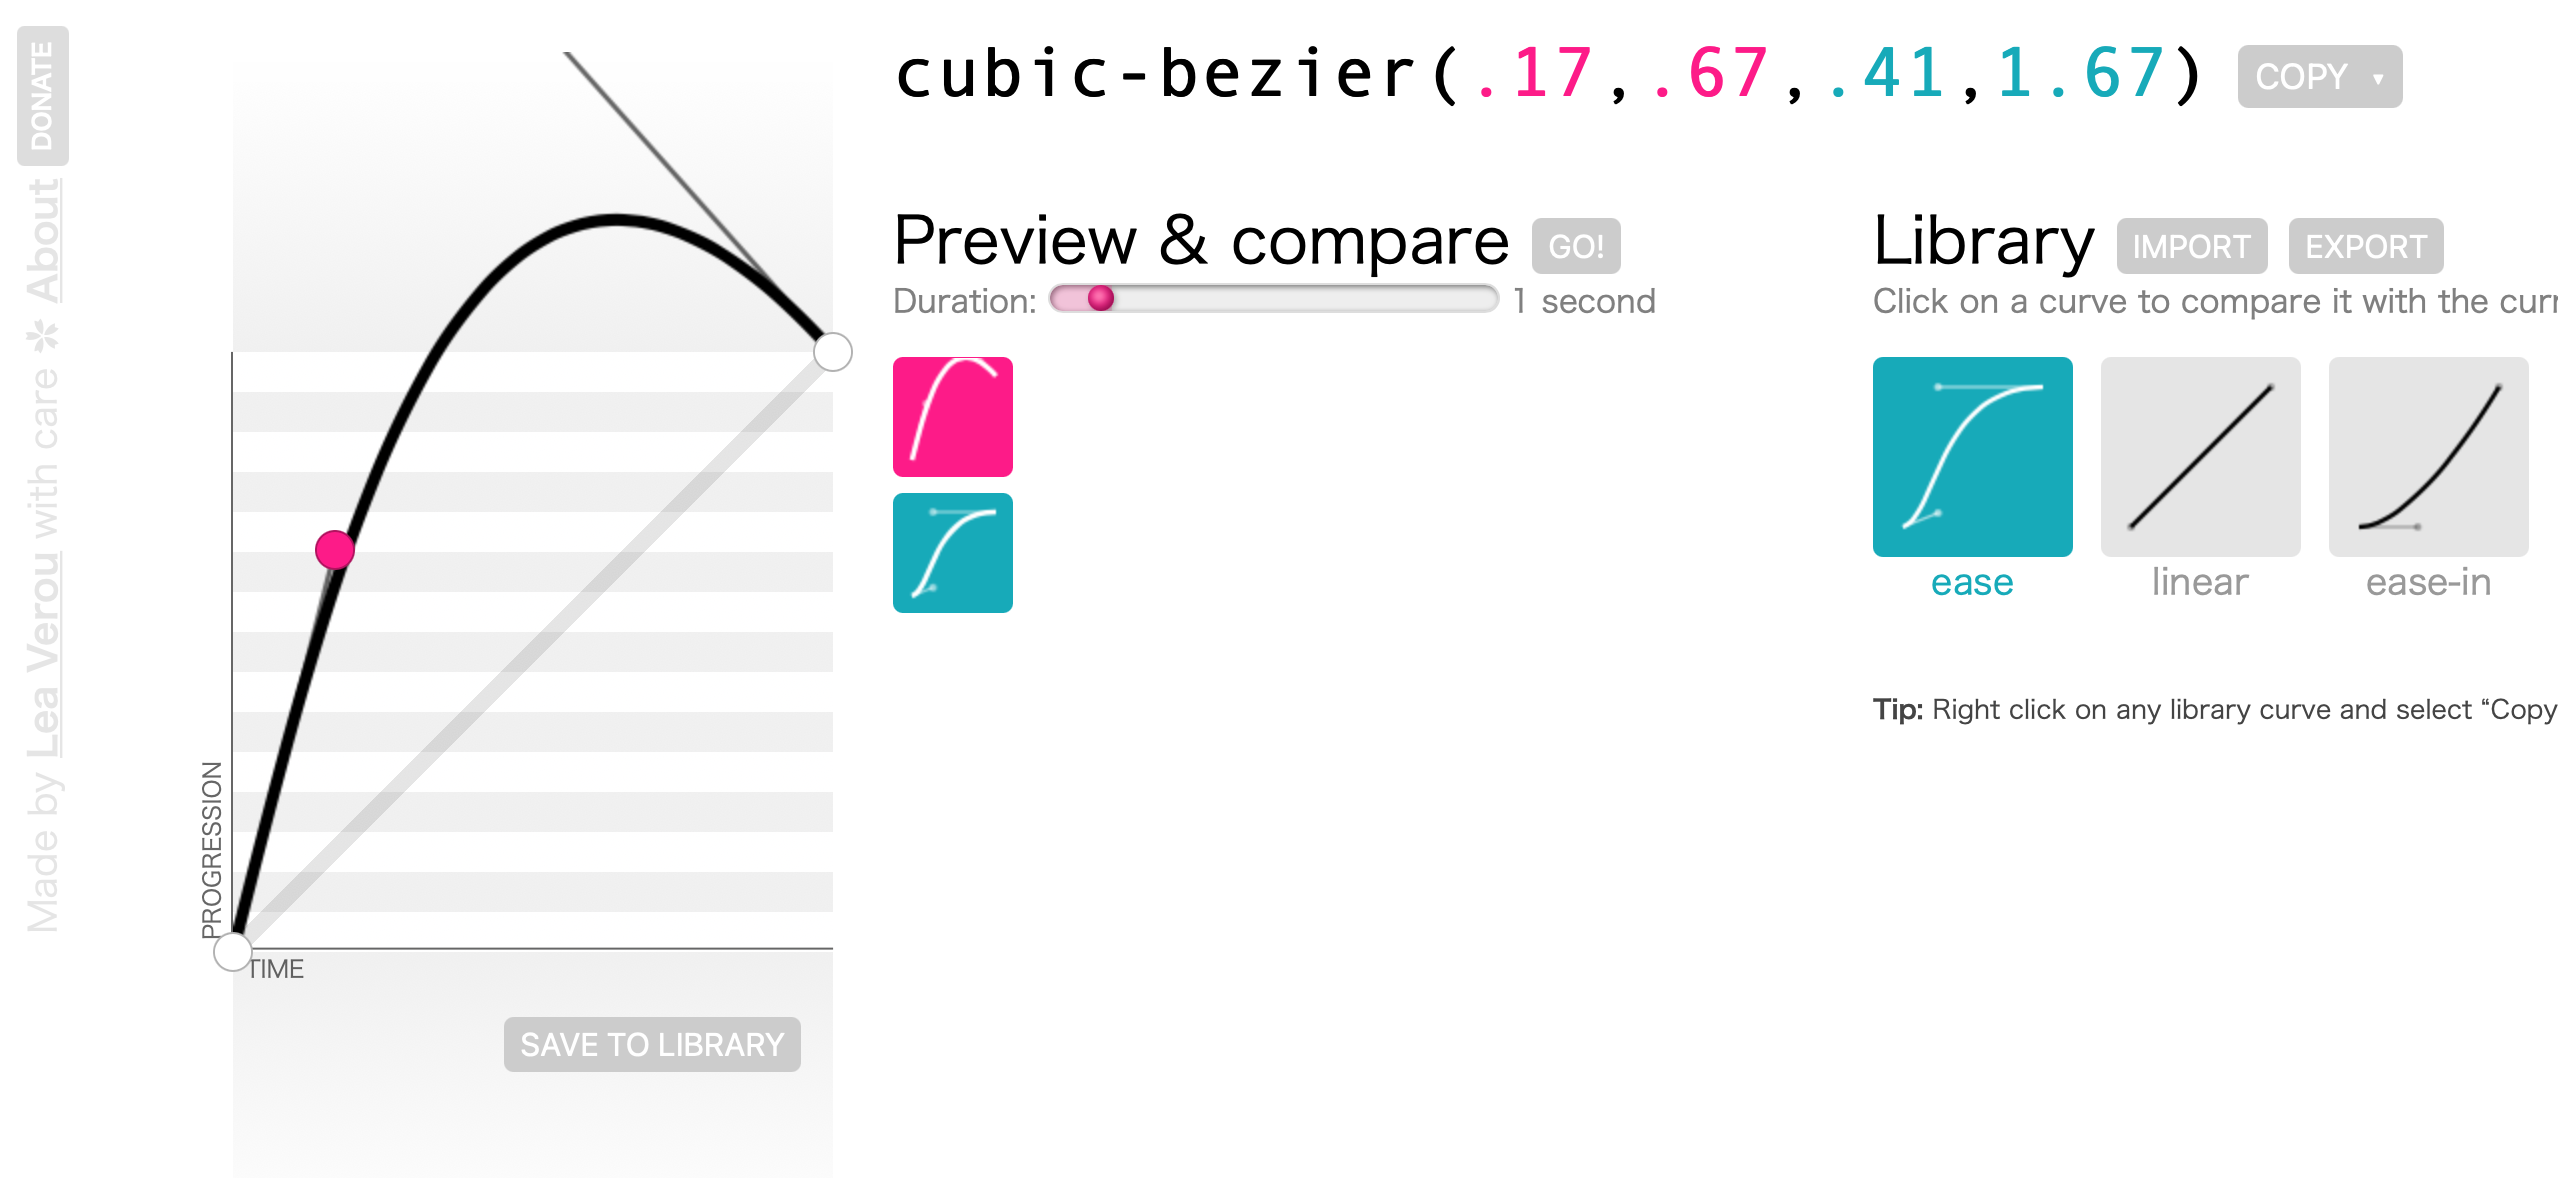 DONATE
Made by Lea Verou with care ✲ About
cubic-bezier(.17,.67,.41,1.67)
COPY ▼
Preview & compare
GO!
Duration:
1 second
Library
IMPORT
EXPORT
Click on a curve to compare it with the
ease
linear
ease-in
Tip: Right click on any library curve and select “Copy
PROGRESSION
TIME
SAVE TO LIBRARY